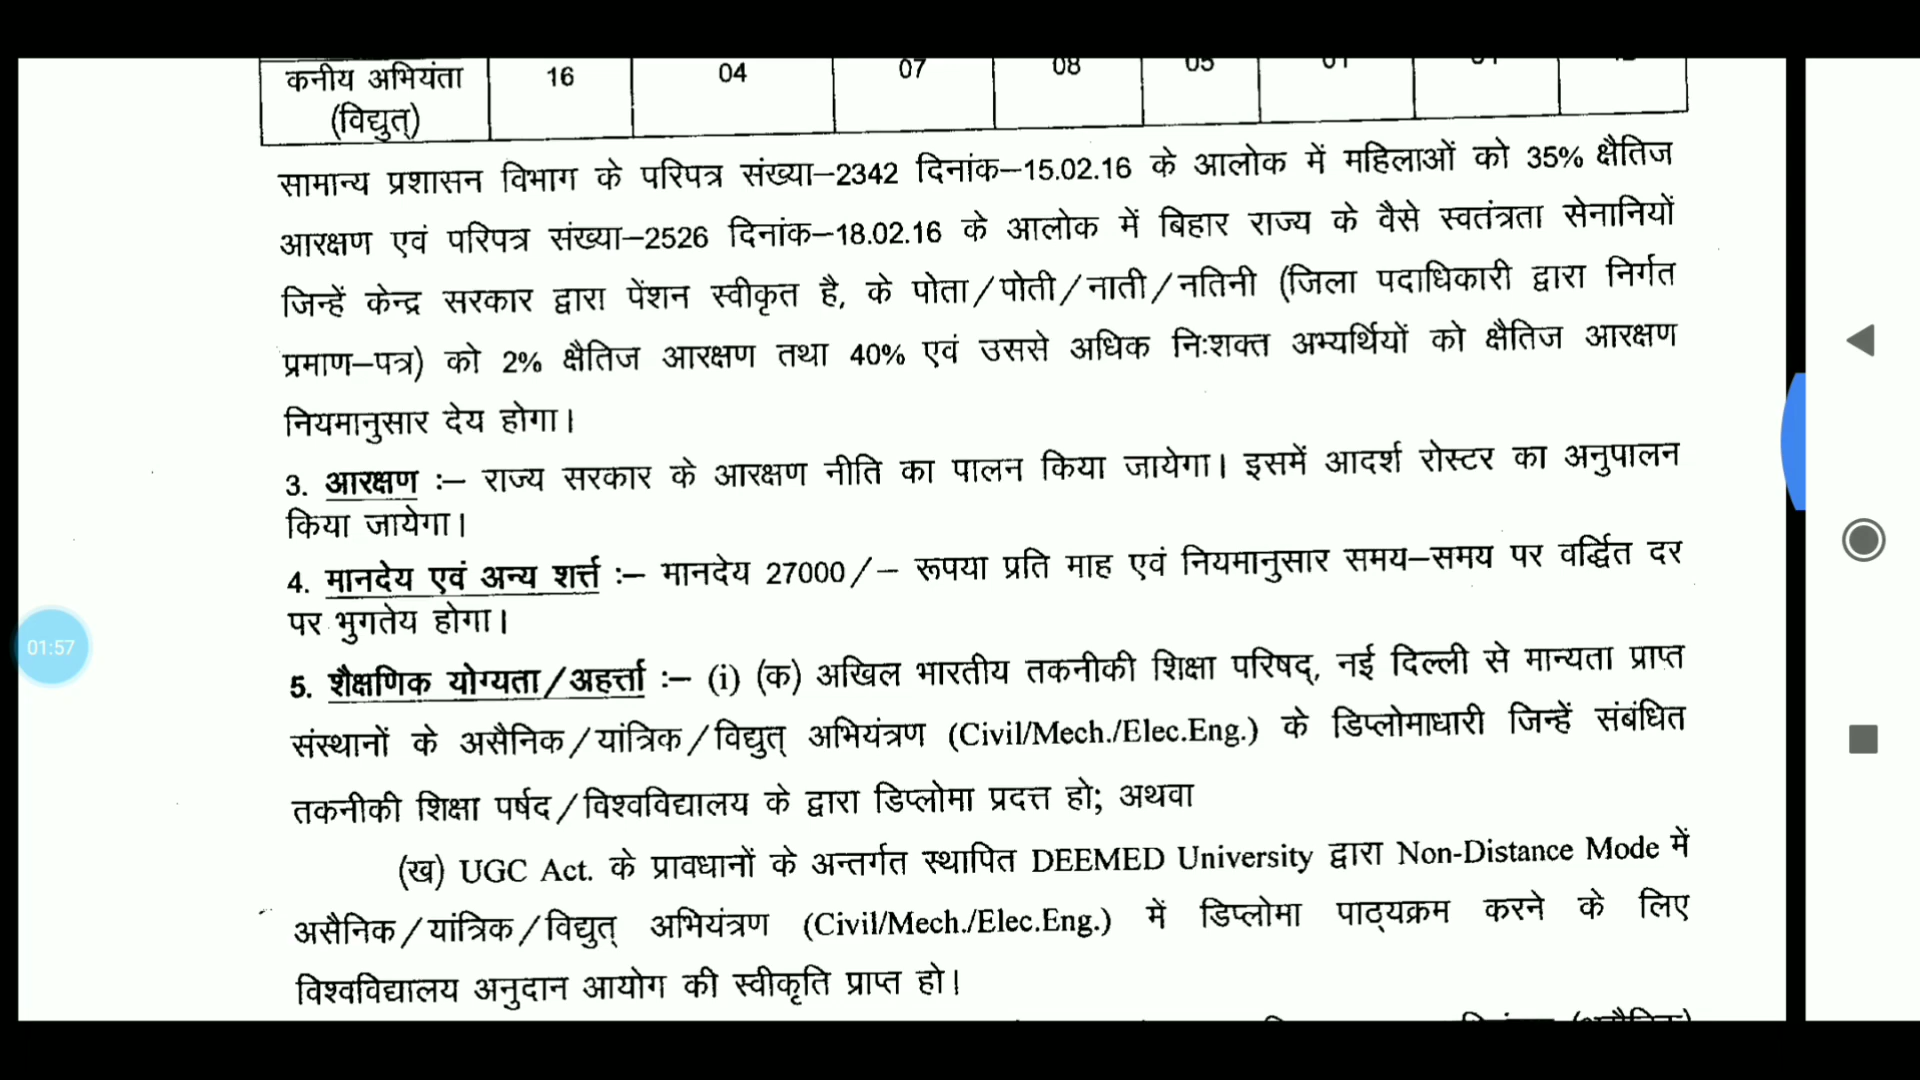 कनीय अभियंता 16 04 07 08 05 01
(विद्युत्)
सामान्य प्रशासन विभाग के परिपत्र संख्या–2342 दिनांक–15.02.16 के आलोक में महिलाओं को 35% क्षैतिज
आरक्षण एवं परिपत्र संख्या–2526 दिनांक–18.02.16 के आलोक में बिहार राज्य के वैसे स्वतंत्रता सेनानियों
जिन्हें केन्द्र सरकार द्वारा पेंशन स्वीकृत है, के पोता/पोती/नाती/नतिनी (जिला पदाधिकारी द्वारा निर्गत
प्रमाण–पत्र) को 2% क्षैतिज आरक्षण तथा 40% एवं उससे अधिक निःशक्त अभ्यर्थियों को क्षैतिज आरक्षण
नियमानुसार देय होगा।
3. आरक्षण :– राज्य सरकार के आरक्षण नीति का पालन किया जायेगा। इसमें आदर्श रोस्टर का अनुपालन
किया जायेगा।
4. मानदेय एवं अन्य शर्त्त :– मानदेय 27000/– रूपया प्रति माह एवं नियमानुसार समय–समय पर वर्द्धित दर
पर भुगतेय होगा।
01:57
5. शैक्षणिक योग्यता/अहर्त्ता :– (i) (क) अखिल भारतीय तकनीकी शिक्षा परिषद्, नई दिल्ली से मान्यता प्राप्त
संस्थानों के असैनिक/यांत्रिक/विद्युत् अभियंत्रण (Civil/Mech./Elec.Eng.) के डिप्लोमाधारी जिन्हें संबंधित
तकनीकी शिक्षा पर्षद/विश्वविद्यालय के द्वारा डिप्लोमा प्रदत्त हो; अथवा
(ख) UGC Act. के प्रावधानों के अन्तर्गत स्थापित DEEMED University द्वारा Non-Distance Mode में
असैनिक/यांत्रिक/विद्युत् अभियंत्रण (Civil/Mech./Elec.Eng.) में डिप्लोमा पाठ्यक्रम करने के लिए
विश्वविद्यालय अनुदान आयोग की स्वीकृति प्राप्त हो।